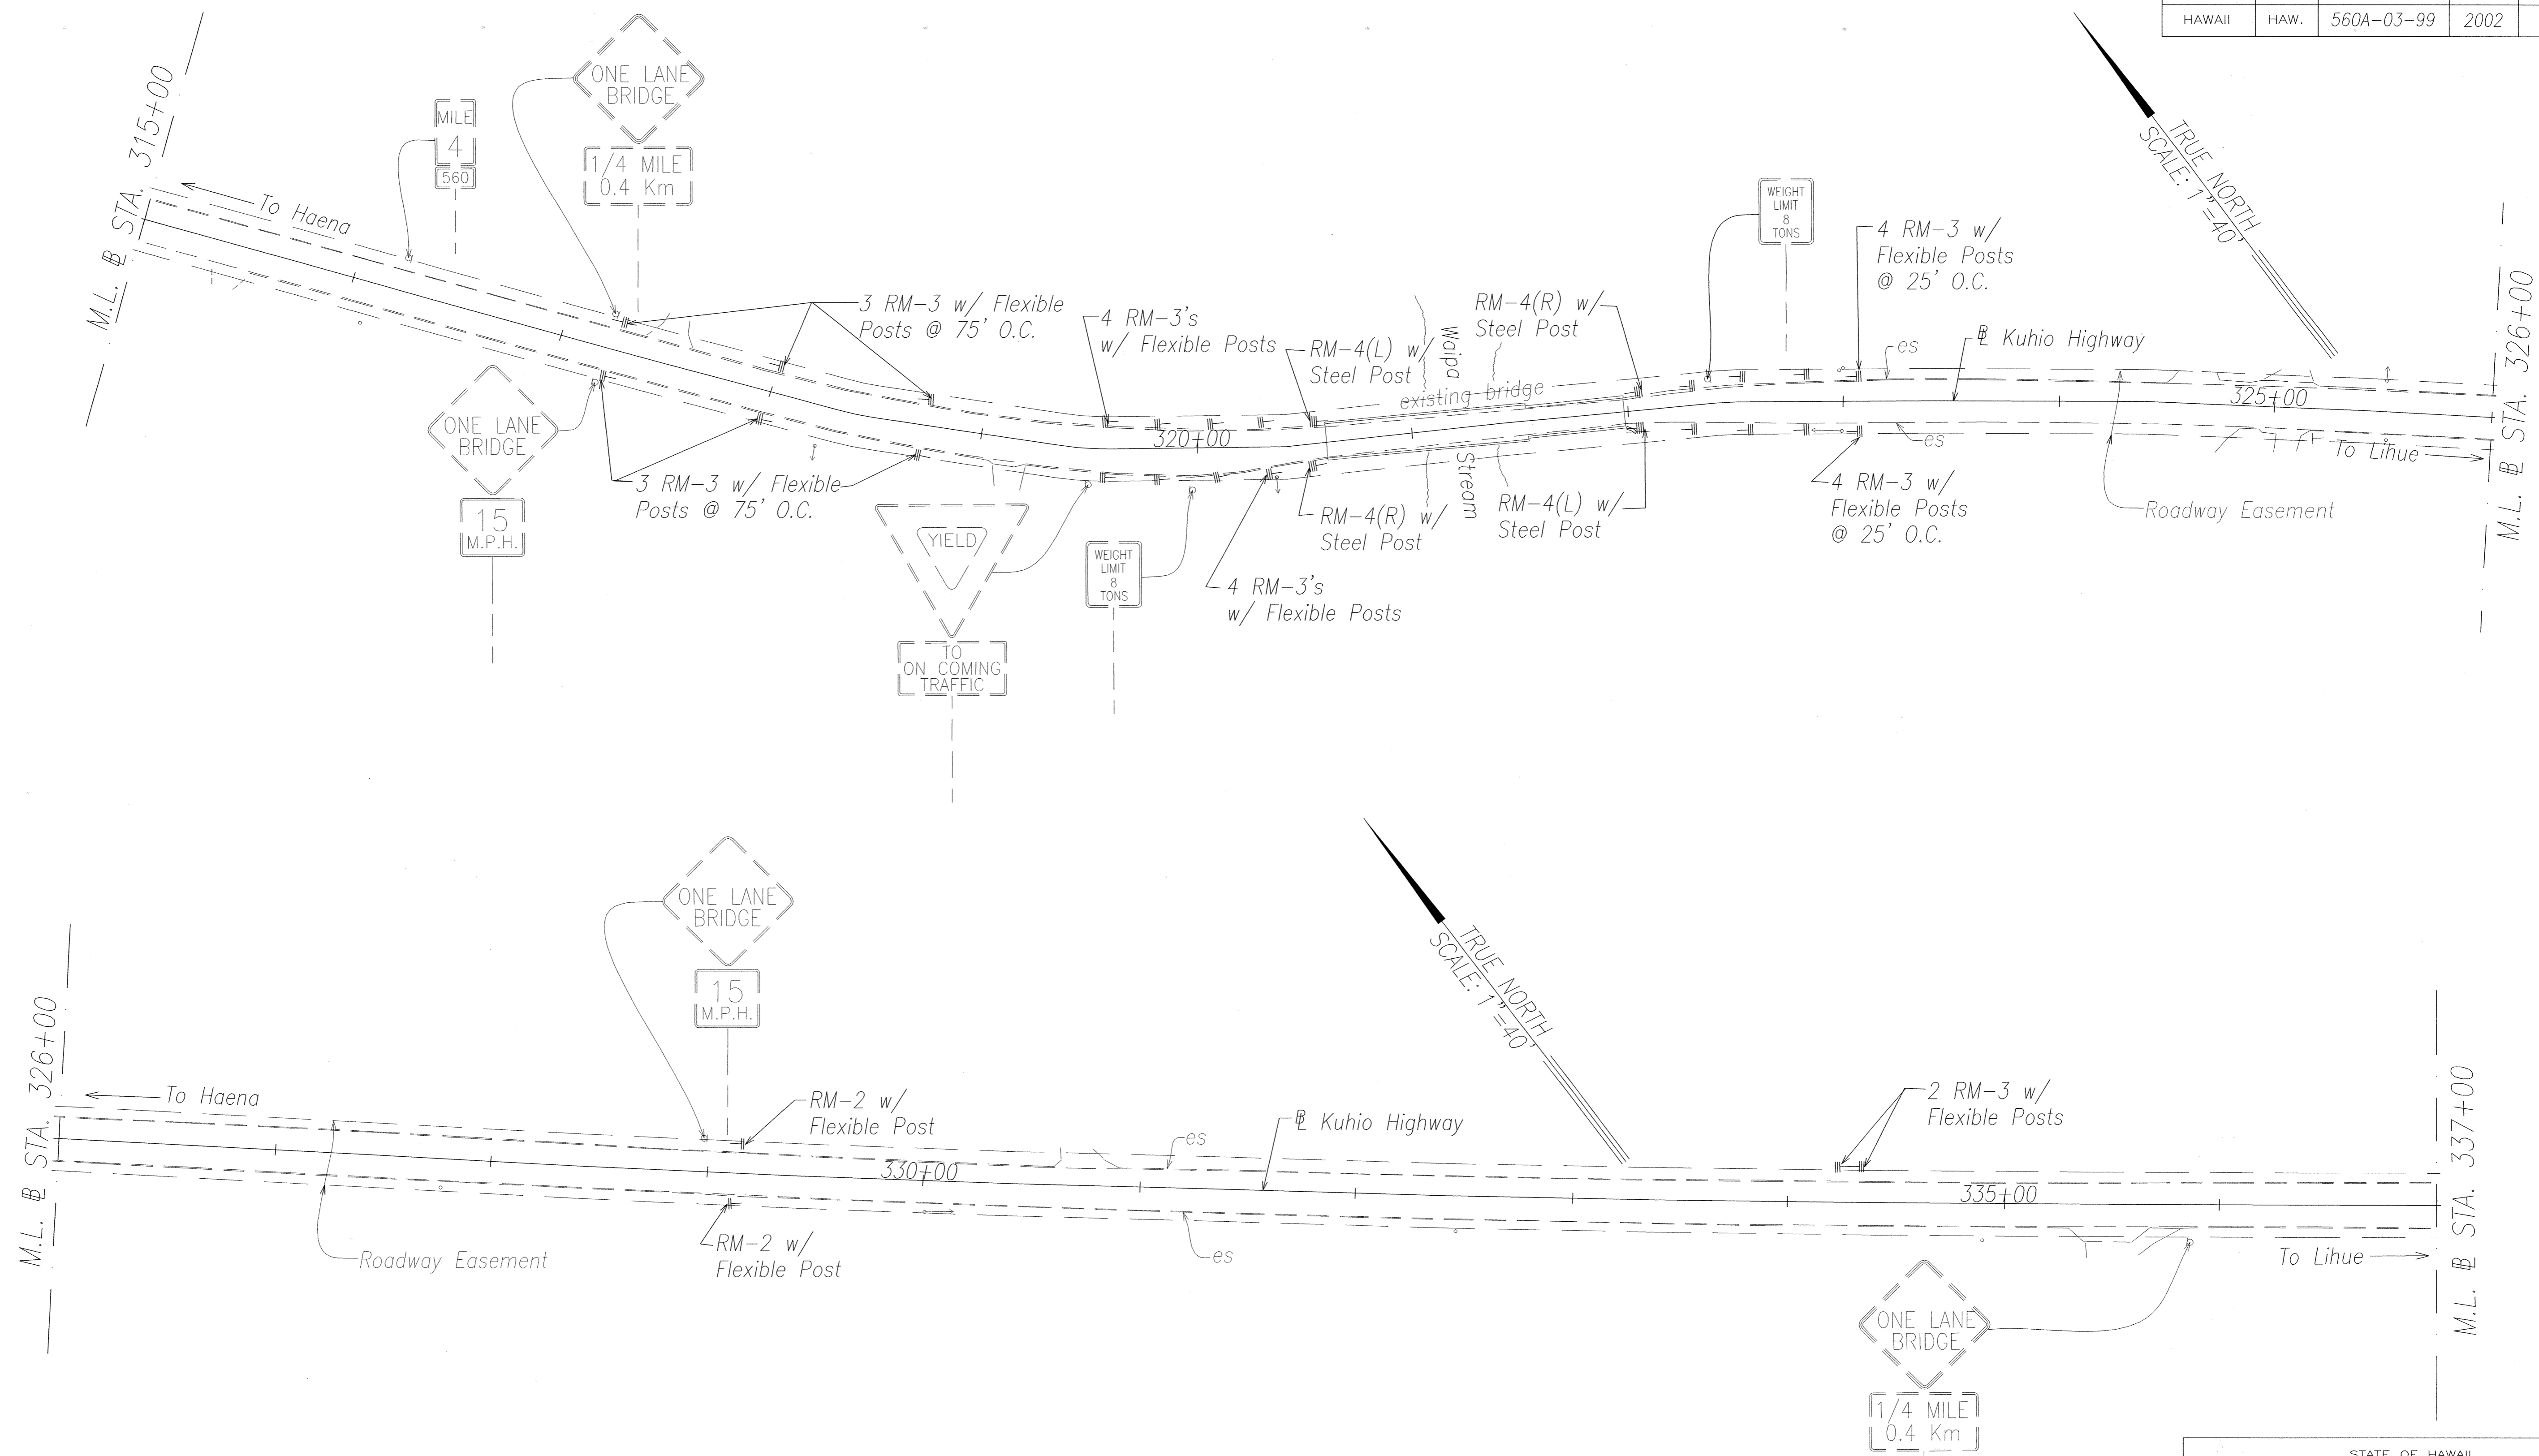 HAWAII HAW. 560A-03-99 2002
M.L. B STA. 315+00
To Haena
MILE
4
560
ONE LANE
BRIDGE
1/4 MILE
0.4 Km
3 RM-3 w/ Flexible
Posts @ 75' O.C.
4 RM-3's
w/ Flexible Posts
RM-4(L) w/
Steel Post
Waipa
existing bridge
RM-4(R) w/
Steel Post
WEIGHT
LIMIT
8
TONS
4 RM-3 w/
Flexible Posts
@ 25' O.C.
es
B Kuhio Highway
TRUE NORTH
SCALE: 1"=40'
320+00
325+00
M.L. B STA. 326+00
To Lihue
ONE LANE
BRIDGE
15
M.P.H.
3 RM-3 w/ Flexible
Posts @ 75' O.C.
YIELD
TO
ON COMING
TRAFFIC
WEIGHT
LIMIT
8
TONS
4 RM-3's
w/ Flexible Posts
RM-4(R) w/
Steel Post
Stream
RM-4(L) w/
Steel Post
4 RM-3 w/
Flexible Posts
@ 25' O.C.
es
Roadway Easement
M.L. B STA. 326+00
To Haena
ONE LANE
BRIDGE
15
M.P.H.
RM-2 w/
Flexible Post
330+00
es
B Kuhio Highway
TRUE NORTH
SCALE: 1"=40'
2 RM-3 w/
Flexible Posts
335+00
M.L. B STA. 337+00
Roadway Easement
RM-2 w/
Flexible Post
es
To Lihue
ONE LANE
BRIDGE
1/4 MILE
0.4 Km
STATE OF HAWAII